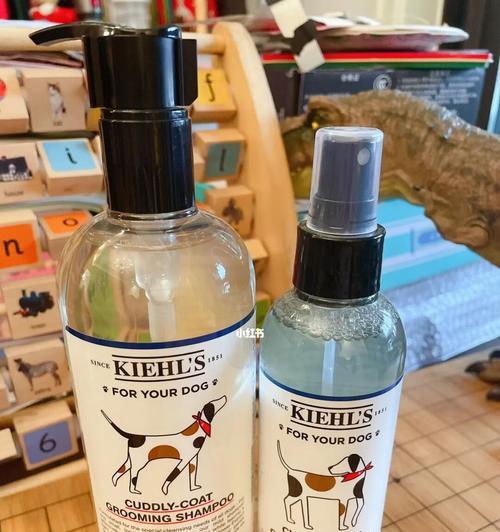 SINCE KIEHL'S 1851
FOR YOUR DOG
CUDDLY-COAT
GROOMING SHAMPOO
SINCE KIEHL'S 1851
FOR YOUR DOG
小红书
f
i
n
6